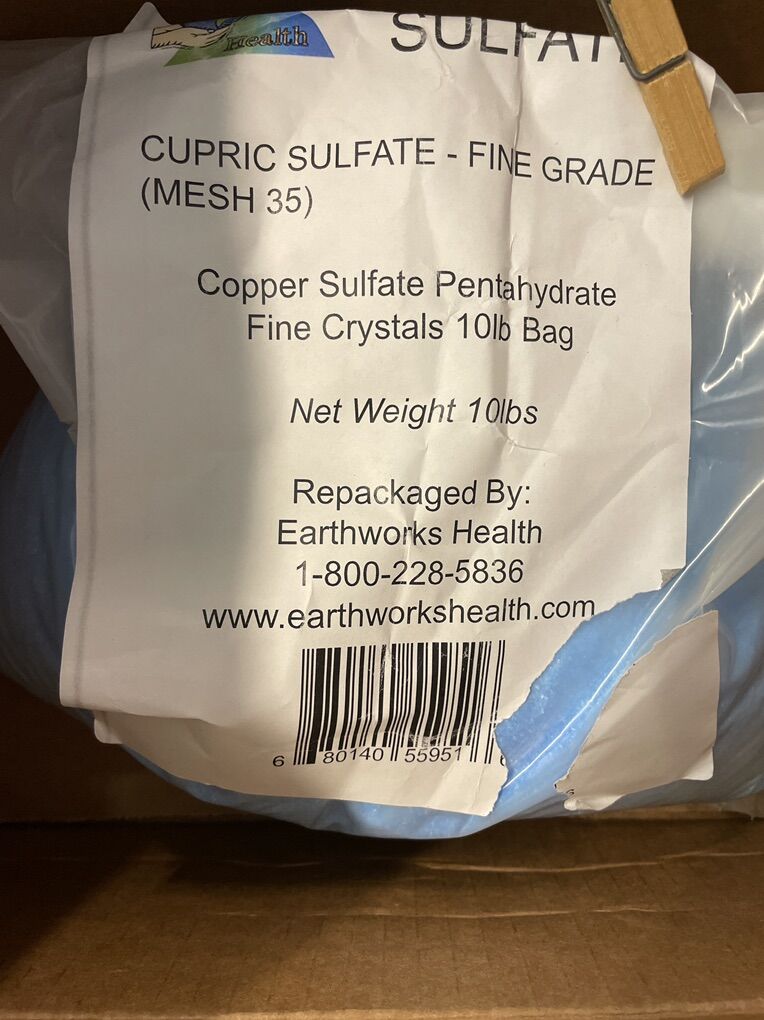 Health
SULFAT
CUPRIC SULFATE - FINE GRADE
(MESH 35)
Copper Sulfate Pentahydrate
Fine Crystals 10lb Bag
Net Weight 10lbs
Repackaged By:
Earthworks Health
1-800-228-5836
www.earthworkshealth.com
6 80140 55951